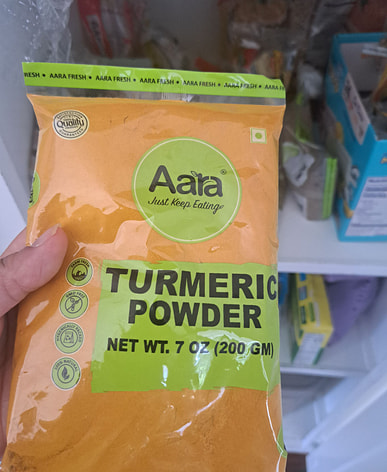 R FRESH • AARA FRESH • AARA FRESH • AARA FRESH • AARA FRESH • AARA F
Quality
Aara®
Just Keep Eating
TURMERIC
POWDER
NET WT. 7 OZ (200 GM)